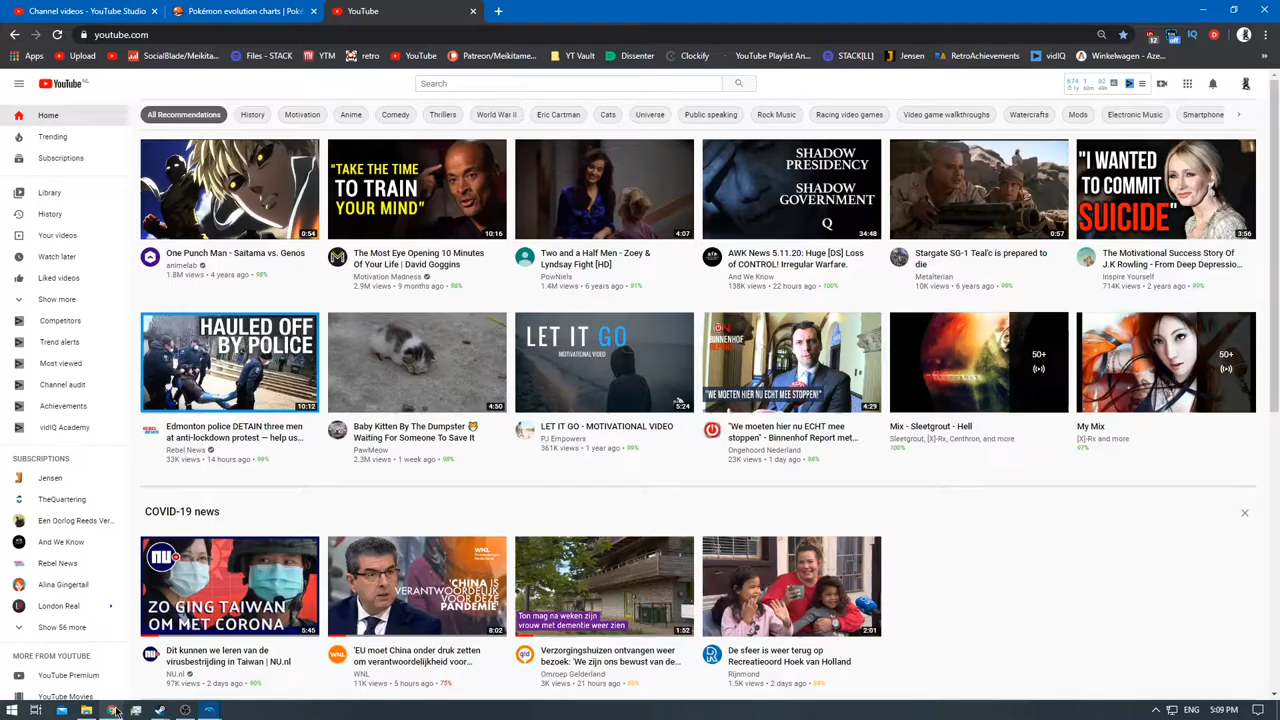 Channel videos - YouTube Studio
Pokémon evolution charts | Poké
YouTube
youtube.com
Apps
Upload
SocialBlade/Meikita...
Files - STACK
YTM
retro
YouTube
Patreon/Meikitame...
YT Vault
Dissenter
Clockify
YouTube Playlist An...
STACK[LL]
Jensen
RetroAchievements
vidIQ
Winkelwagen - Aze...
YouTube NL
Search
Home
Trending
Subscriptions
Library
History
Your videos
Watch later
Liked videos
Show more
Competitors
Trend alerts
Most viewed
Channel audit
Achievements
vidIQ Academy
SUBSCRIPTIONS
Jensen
TheQuartering
Een Oorlog Reeds Ver...
And We Know
Rebel News
Alina Gingertail
London Real
Show 56 more
MORE FROM YOUTUBE
YouTube Premium
YouTube Movies
All Recommendations
History
Motivation
Anime
Comedy
Thrillers
World War II
Eric Cartman
Cats
Universe
Public speaking
Rock Music
Racing video games
Video game walkthroughs
Watercrafts
Mods
Electronic Music
Smartphone
0:54
One Punch Man - Saitama vs. Genos
animelab
1.8M views • 4 years ago • 98%
"TAKE THE TIME
TO TRAIN
YOUR MIND"
10:16
The Most Eye Opening 10 Minutes
Of Your Life | David Goggins
Motivation Madness
2.9M views • 9 months ago • 98%
4:07
Two and a Half Men - Zoey &
Lyndsay Fight [HD]
PowNiels
1.4M views • 6 years ago • 91%
SHADOW
PRESIDENCY
SHADOW
GOVERNMENT
Q
34:48
AWK News 5.11.20: Huge [DS] Loss
of CONTROL! Irregular Warfare.
And We Know
138K views • 22 hours ago • 100%
0:57
Stargate SG-1 Teal'c is prepared to
die
Metalterian
10K views • 6 years ago • 99%
"I WANTED
TO COMMIT
SUICIDE"
3:56
The Motivational Success Story Of
J.K Rowling - From Deep Depressio...
Inspire Yourself
714K views • 2 years ago • 99%
HAULED OFF
BY POLICE
10:12
Edmonton police DETAIN three men
at anti-lockdown protest — help us...
Rebel News
33K views • 14 hours ago • 99%
4:50
Baby Kitten By The Dumpster
Waiting For Someone To Save It
PawMeow
2.3M views • 1 week ago • 98%
LET IT GO
MOTIVATIONAL VIDEO
5:24
LET IT GO - MOTIVATIONAL VIDEO
PJ Empowers
361K views • 1 year ago • 99%
ON
BINNENHOF
"WE MOETEN HIER NU ECHT MEE STOPPEN!"
4:29
"We moeten hier nu ECHT mee
stoppen" - Binnenhof Report met...
Ongehoord Nederland
23K views • 1 day ago • 98%
50+
Mix - Sleetgrout - Hell
Sleetgrout, [X]-Rx, Centhron, and more
100%
50+
My Mix
[X]-Rx and more
97%
COVID-19 news
nu
ZO GING TAIWAN
OM MET CORONA
5:45
Dit kunnen we leren van de
virusbestrijding in Taiwan | NU.nl
NU.nl
97K views • 2 days ago • 90%
WNL
'CHINA IS
VERANTWOORDELIJK
VOOR DEZE
PANDEMIE'
8:02
'EU moet China onder druk zetten
om verantwoordelijkheid voor...
WNL
11K views • 5 hours ago • 75%
Ton mag na weken zijn
vrouw met dementie weer zien
1:52
Verzorgingshuizen ontvangen weer
bezoek: 'We zijn ons bewust van de...
Omroep Gelderland
3K views • 21 hours ago
2:01
De sfeer is weer terug op
Recreatieoord Hoek van Holland
Rijnmond
1.5K views • 2 days ago
ENG
5:09 PM